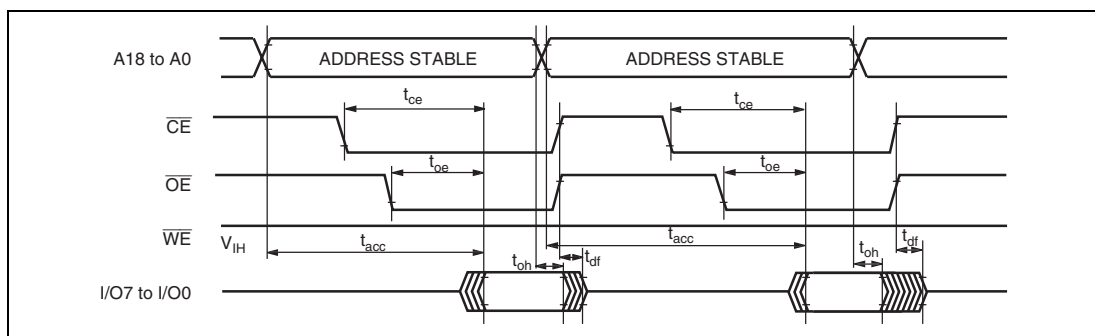 A18 to A0
ADDRESS STABLE
ADDRESS STABLE
tce
tce
CE
toe
toe
OE
WE
VIH
tacc
tacc
toh
tdf
toh
tdf
I/O7 to I/O0